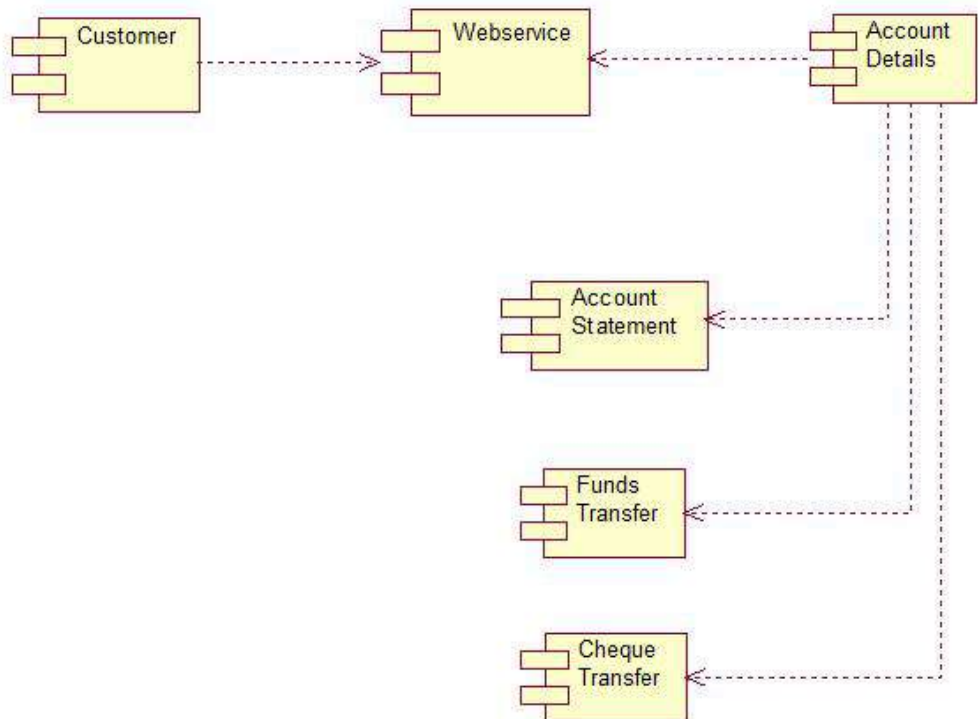 Customer
Webservice
Account
Details
Account
Statement
Funds
Transfer
Cheque
Transfer